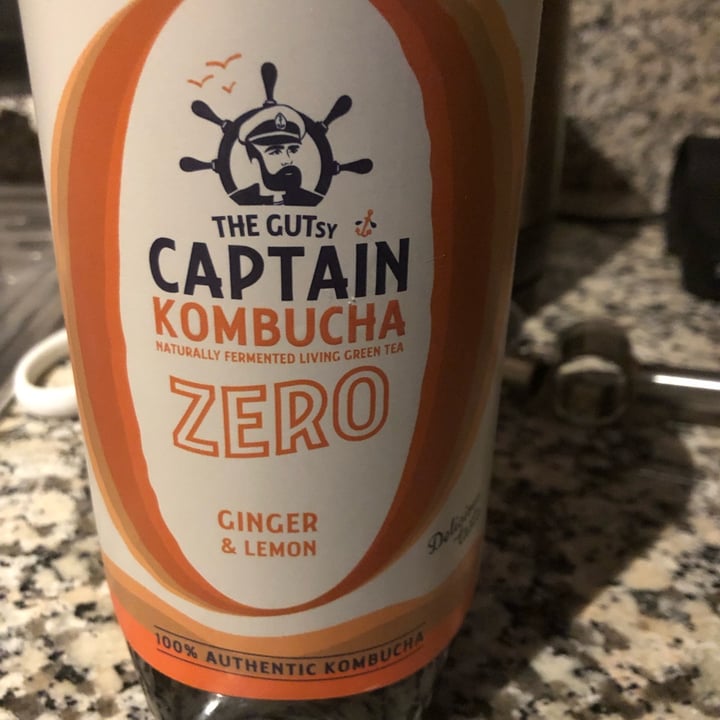 THE GUTSY
CAPTAIN
KOMBUCHA
NATURALLY FERMENTED LIVING GREEN TEA
ZERO
GINGER
& LEMON
100% AUTHENTIC KOMBUCHA